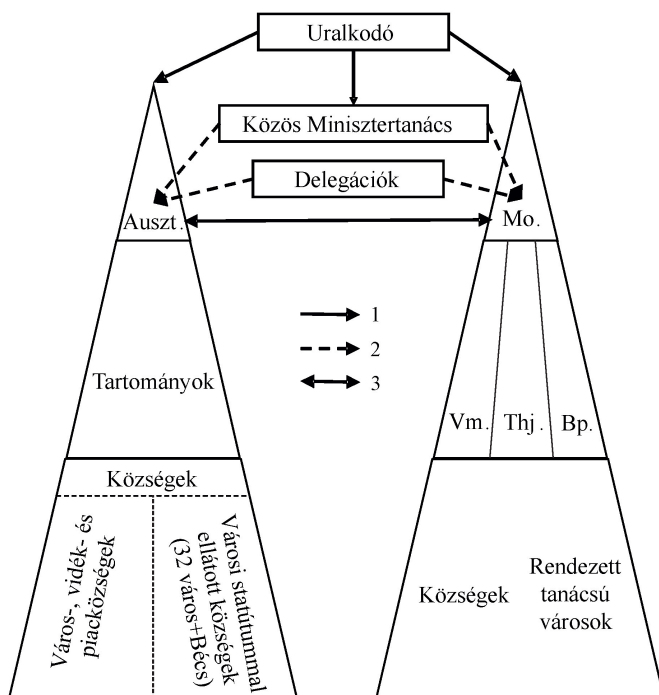 Uralkodó
Közös Minisztertanács
Delegációk
Auszt.
Mo.
1
2
3
Tartományok
Vm.
Thj.
Bp.
Községek
Város-, vidék- és
piacközségek
Városi statútummal
ellátott községek
(32 város+Bécs)
Községek
Rendezett
tanácsú
városok